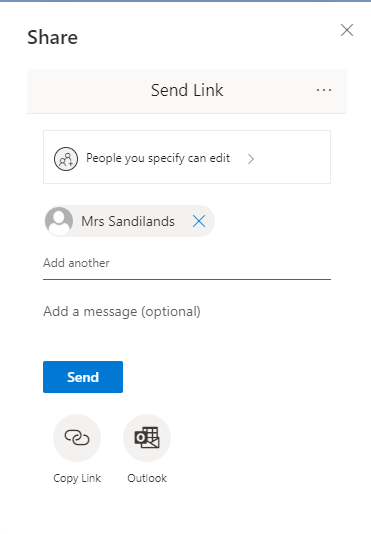 Share
Send Link
People you specify can edit
Mrs Sandilands
Add another
Add a message (optional)
Send
Copy Link
Outlook